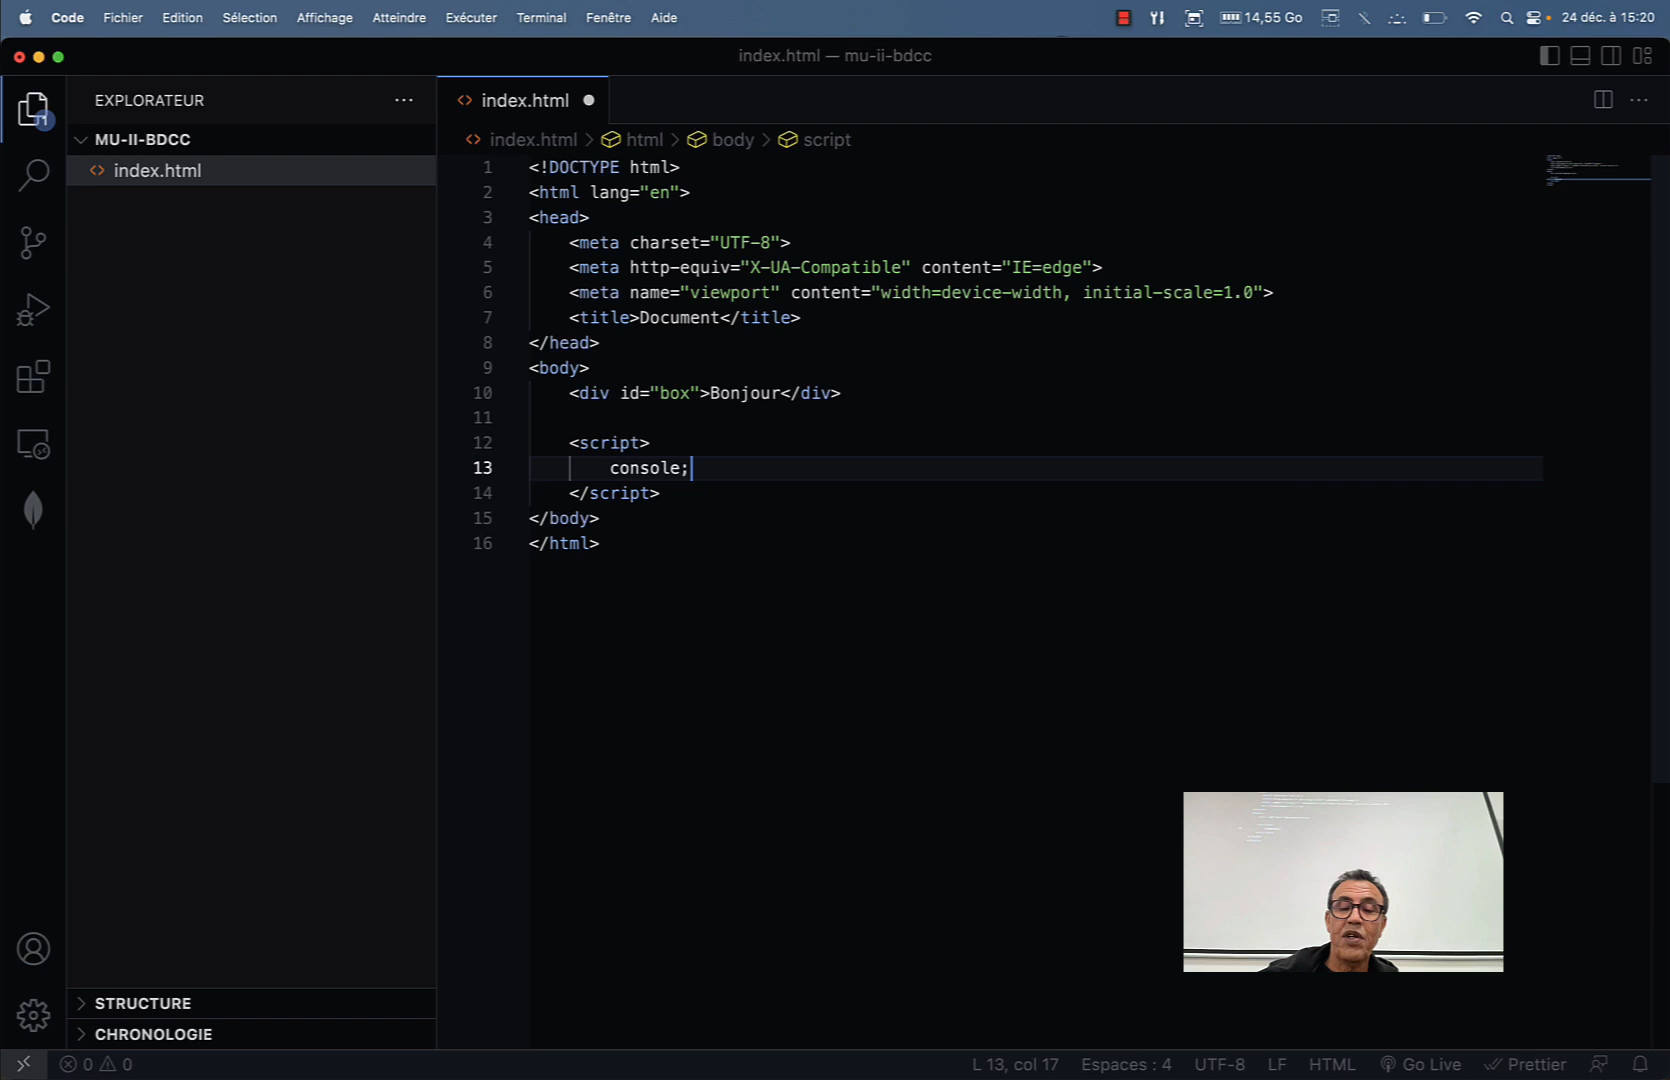 Code Fichier Edition Sélection Affichage Atteindre Exécuter Terminal Fenêtre Aide 14,55 Go 24 déc. à 15:20
index.html — mu-ii-bdcc
EXPLORATEUR
index.html
MU-II-BDCC
index.html > html > body > script
index.html
1 <!DOCTYPE html>
2 <html lang="en">
3 <head>
4 <meta charset="UTF-8">
5 <meta http-equiv="X-UA-Compatible" content="IE=edge">
6 <meta name="viewport" content="width=device-width, initial-scale=1.0">
7 <title>Document</title>
8 </head>
9 <body>
10 <div id="box">Bonjour</div>
11
12 <script>
13 console;
14 </script>
15 </body>
16 </html>
STRUCTURE
CHRONOLOGIE
0 0 L 13, col 17 Espaces : 4 UTF-8 LF HTML Go Live Prettier